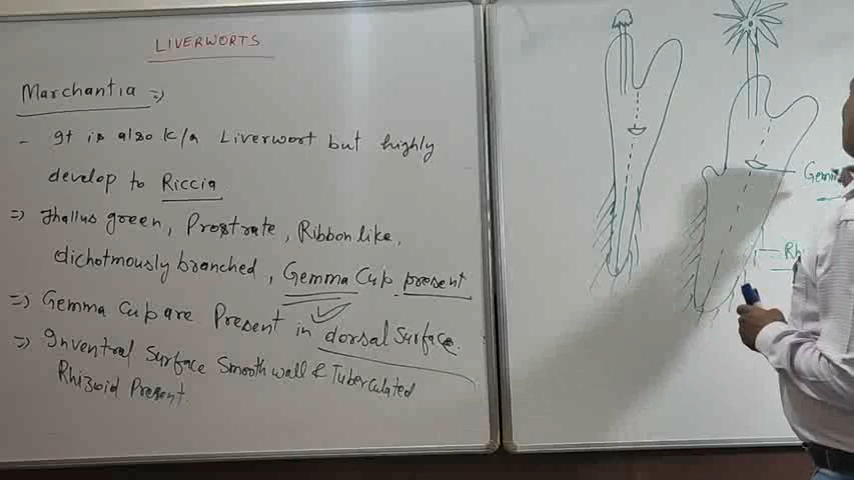 LIVERWORTS
Marchantia =)
- It is also k/a Liverwort but highly
develop to Riccia
=) Thallus green, Prostrate, Ribbon like,
dichotmously branched, Gemma Cup present
=) Gemma Cup are Present in dorsal Surface.
=) Inventral Surface Smooth wall & Tuberculated
Rhizoid Present.
Gemm
Rh